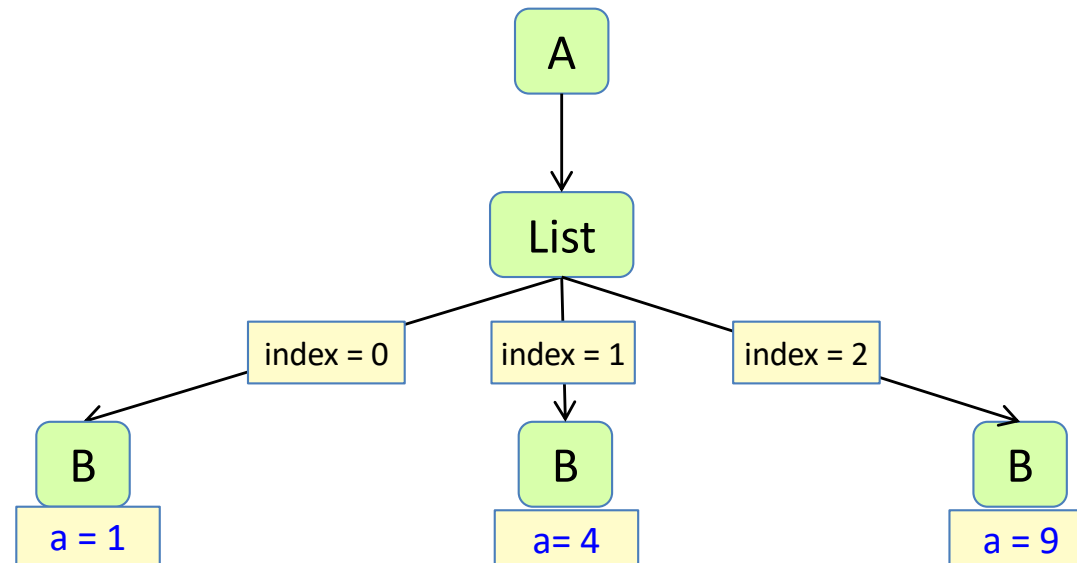 A
List
index = 0
index = 1
index = 2
B
B
B
a = 1
a= 4
a = 9